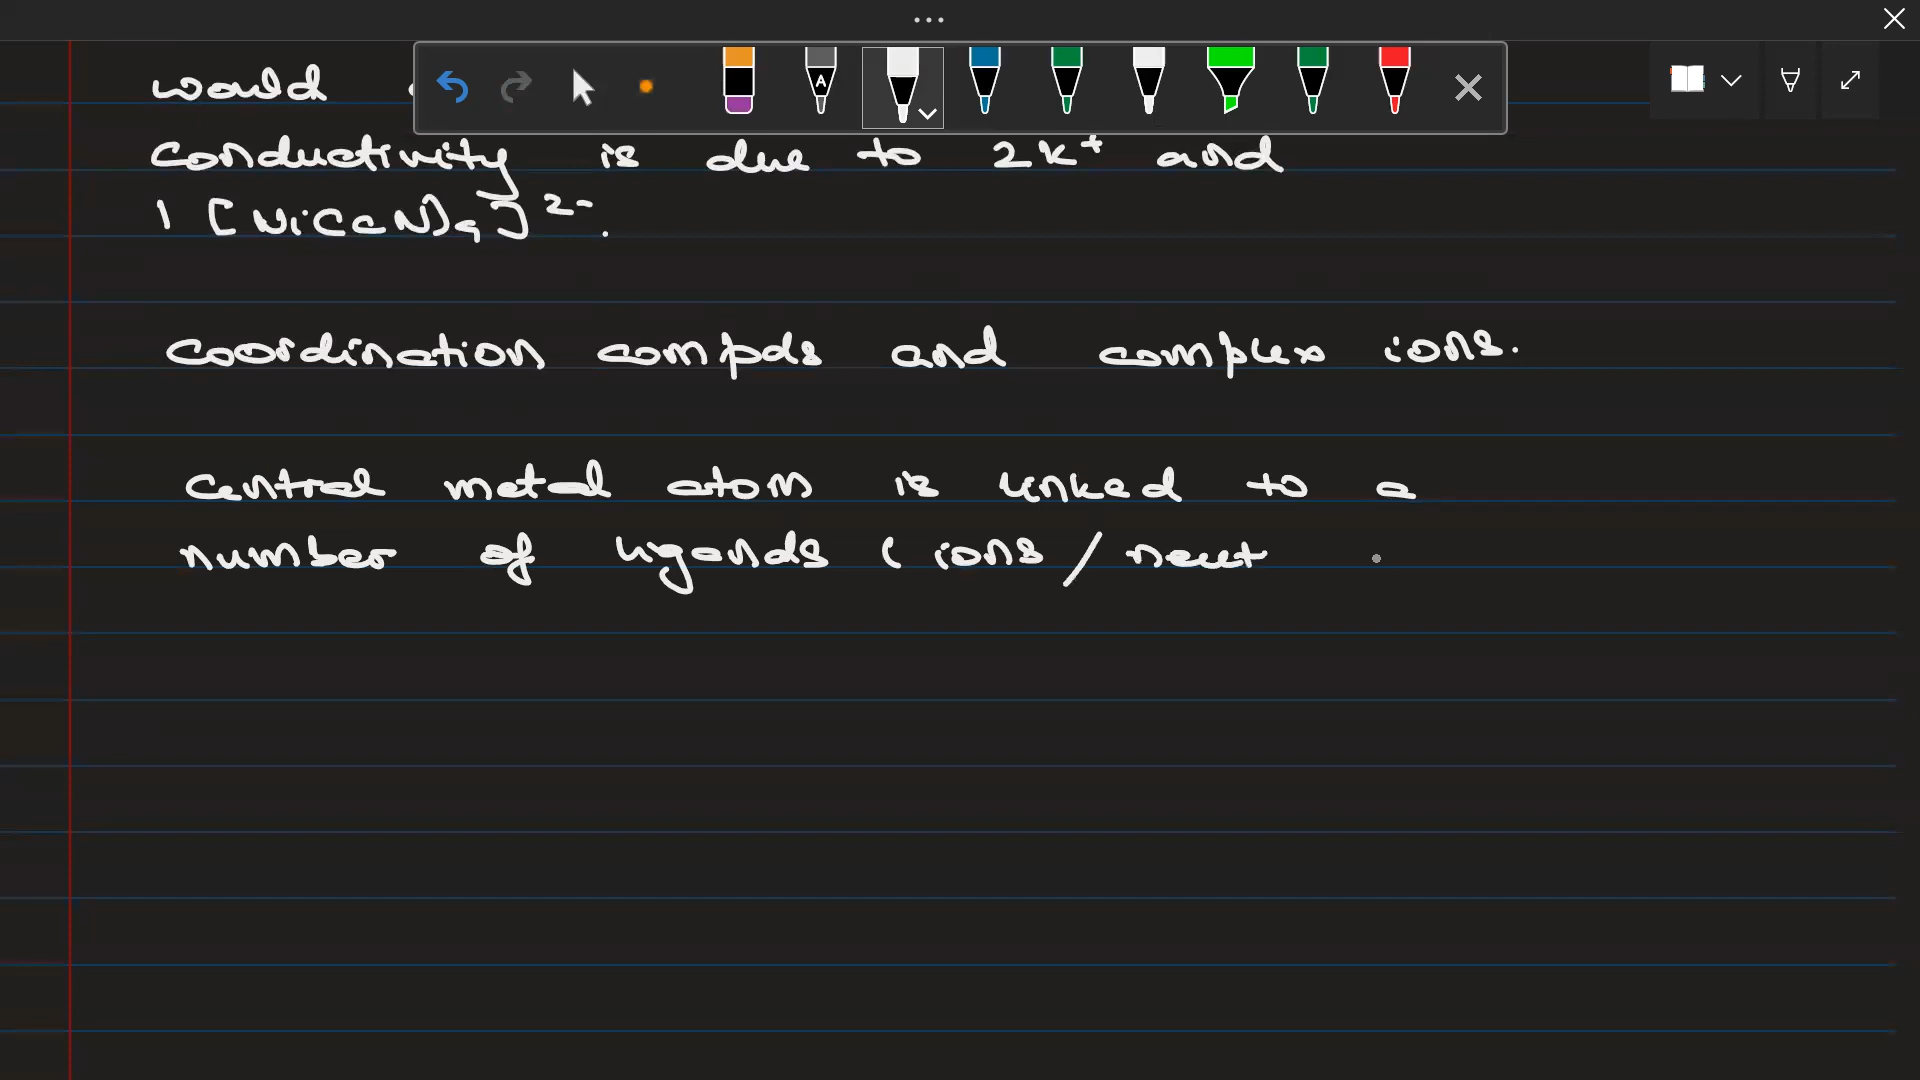 would
conductivity is due to 2K⁺ and
1 [Ni(CN)₄]²⁻.
coordination compds and complex ions.
central metal atom is linked to a
number of ligands ( ions / neut